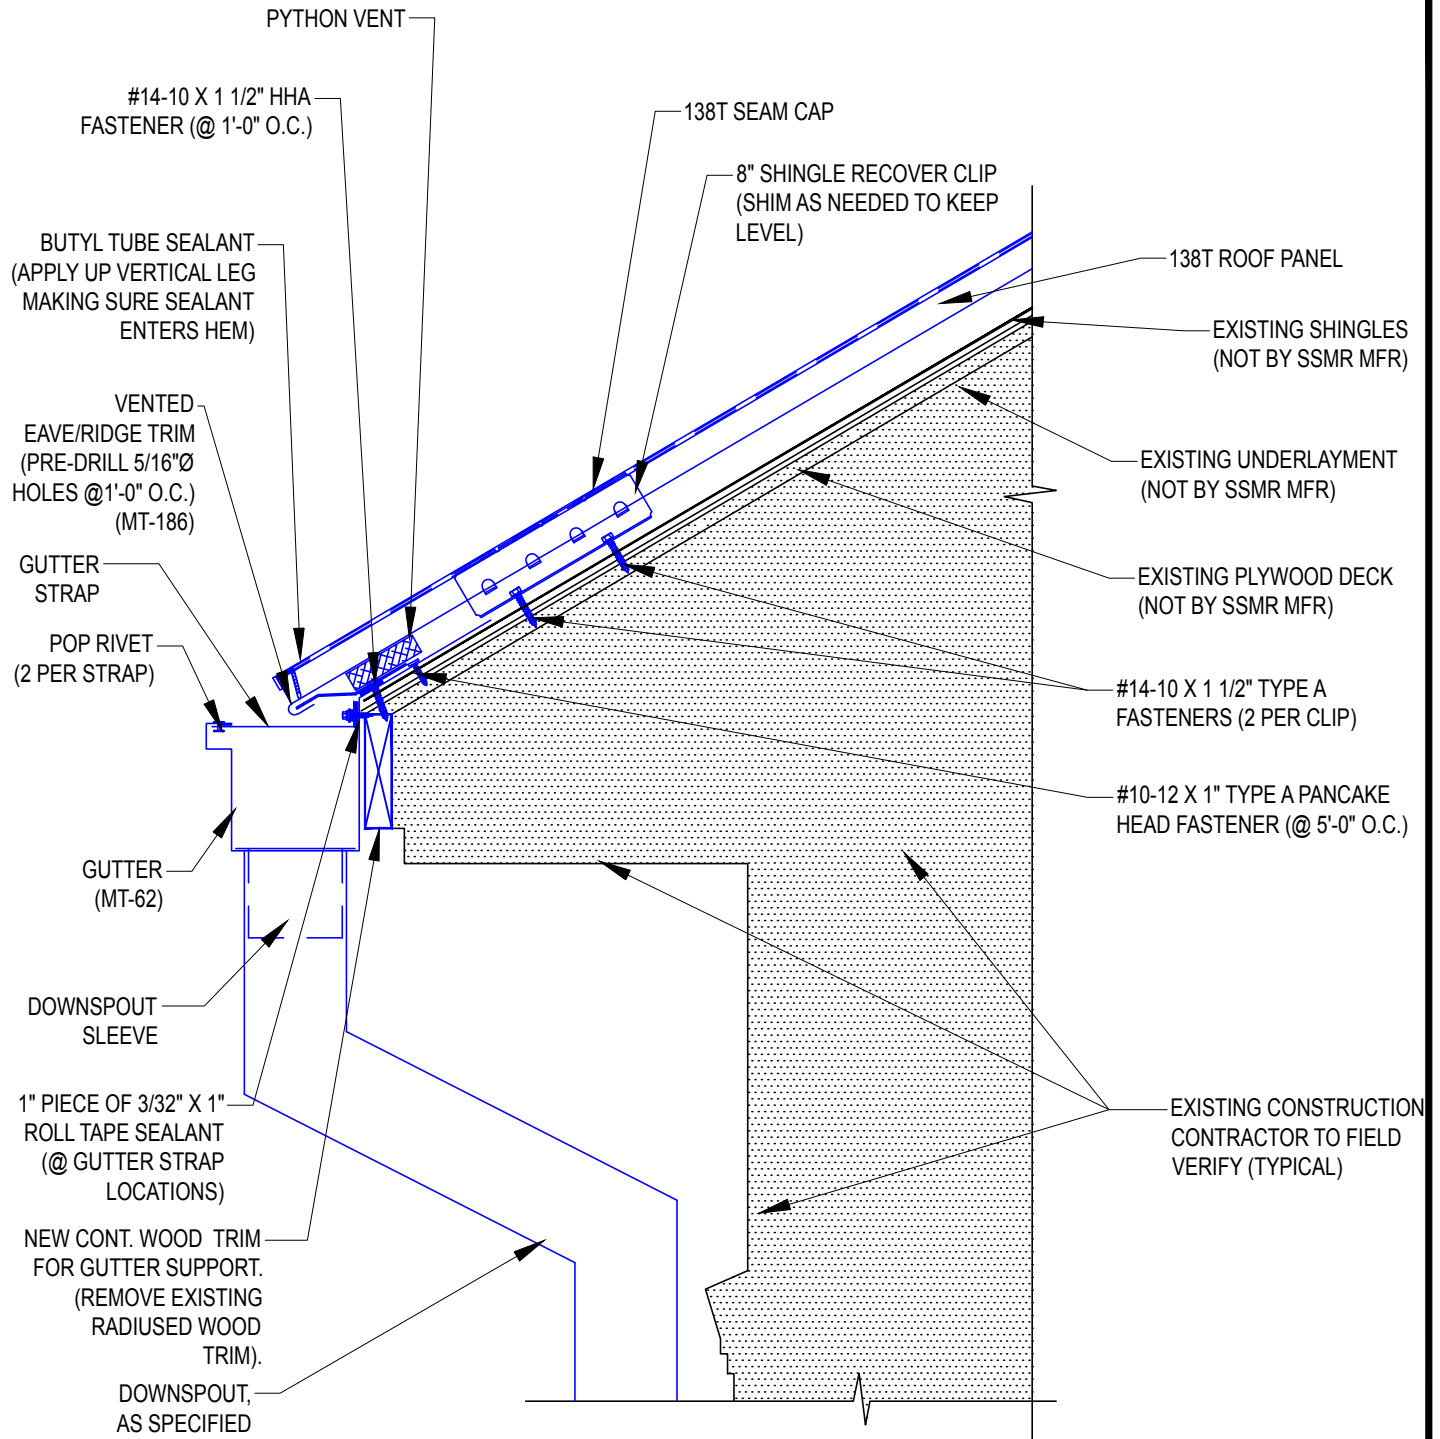 PYTHON VENT
#14-10 X 1 1/2" HHA
FASTENER (@ 1'-0" O.C.)
138T SEAM CAP
8" SHINGLE RECOVER CLIP
(SHIM AS NEEDED TO KEEP
LEVEL)
BUTYL TUBE SEALANT
(APPLY UP VERTICAL LEG
MAKING SURE SEALANT
ENTERS HEM)
138T ROOF PANEL
EXISTING SHINGLES
(NOT BY SSMR MFR)
VENTED
EAVE/RIDGE TRIM
(PRE-DRILL 5/16"Ø
HOLES @1'-0" O.C.)
(MT-186)
EXISTING UNDERLAYMENT
(NOT BY SSMR MFR)
GUTTER
STRAP
EXISTING PLYWOOD DECK
(NOT BY SSMR MFR)
POP RIVET
(2 PER STRAP)
#14-10 X 1 1/2" TYPE A
FASTENERS (2 PER CLIP)
#10-12 X 1" TYPE A PANCAKE
HEAD FASTENER (@ 5'-0" O.C.)
GUTTER
(MT-62)
DOWNSPOUT
SLEEVE
1" PIECE OF 3/32" X 1"
ROLL TAPE SEALANT
(@ GUTTER STRAP
LOCATIONS)
EXISTING CONSTRUCTION
CONTRACTOR TO FIELD
VERIFY (TYPICAL)
NEW CONT. WOOD  TRIM
FOR GUTTER SUPPORT.
(REMOVE EXISTING
RADIUSED WOOD
TRIM).
DOWNSPOUT,
AS SPECIFIED